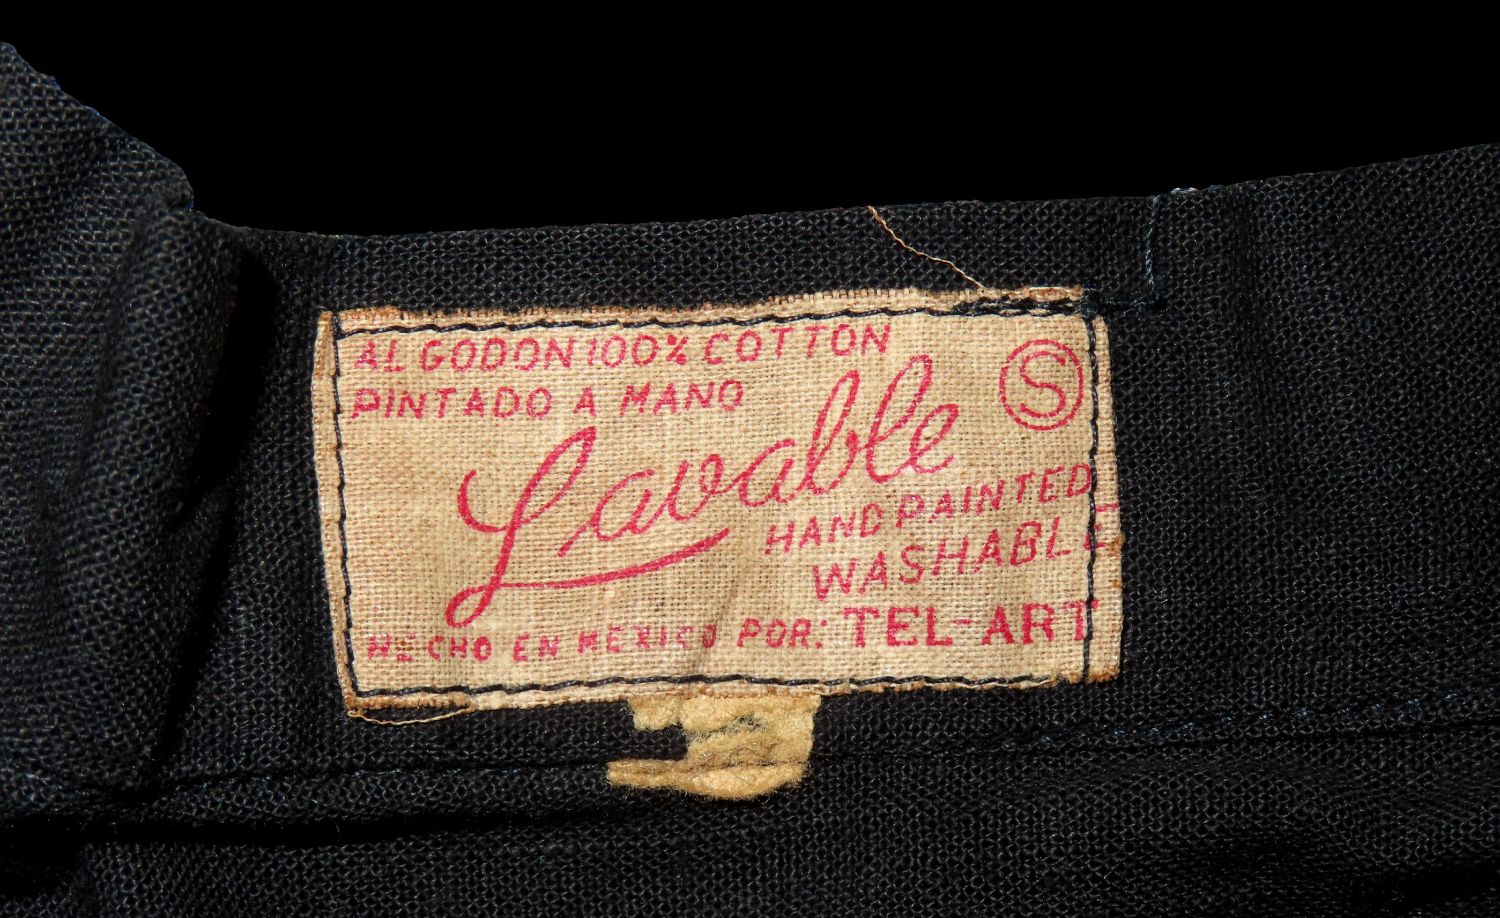 ALGODON 100% COTTON
PINTADO A MANO
S
Lavable
HAND PAINTED
WASHABLE
HECHO EN MEXICO POR: TEL-ART